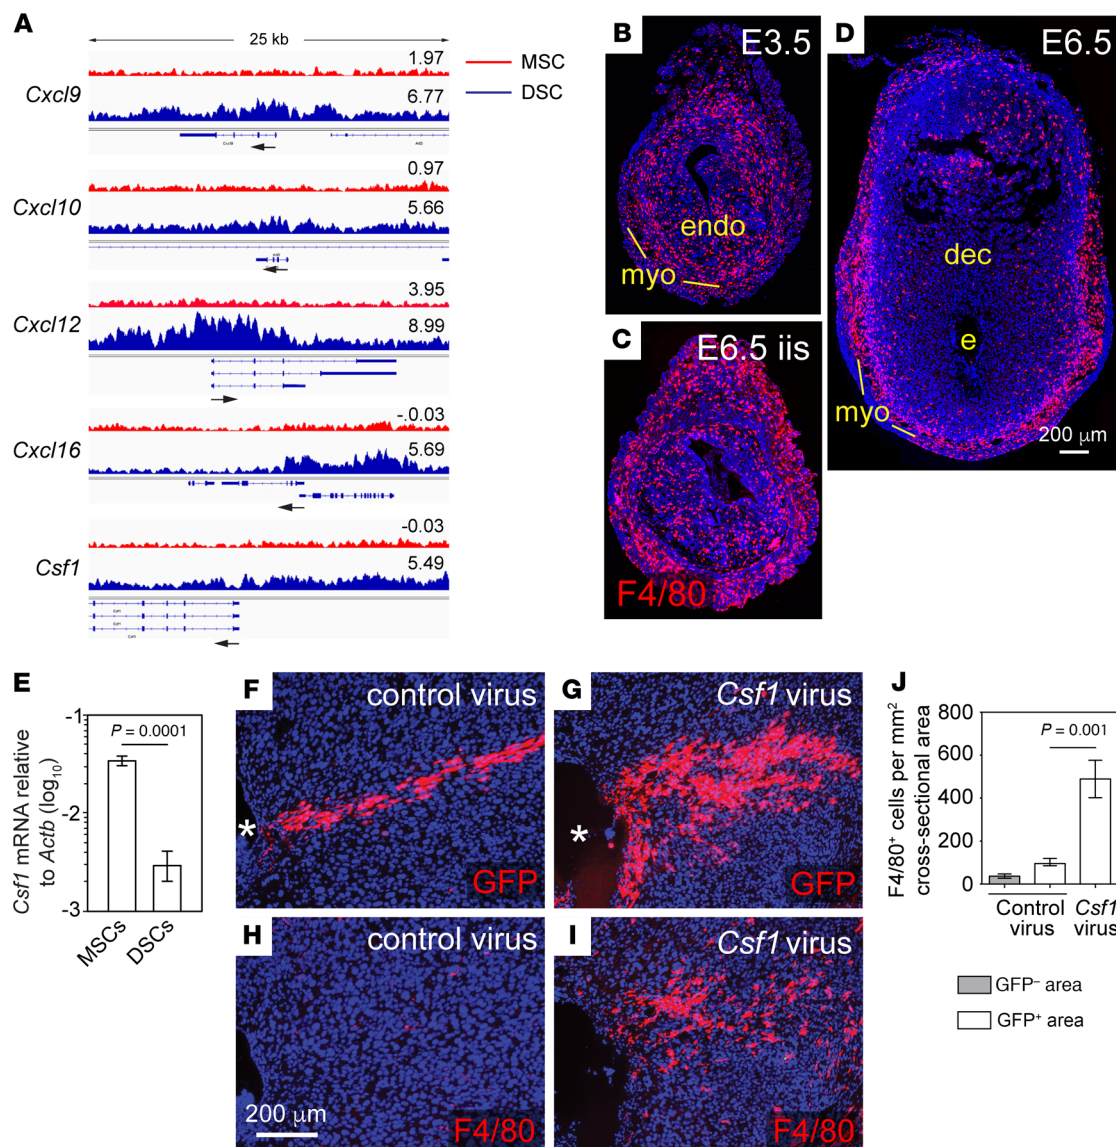 A
25 kb
MSC
DSC
Cxcl9
1.97
6.77
Cxcl10
0.97
5.66
Cxcl12
3.95
8.99
Cxcl16
-.0.03
5.69
Csf1
-0.03
5.49
B
E3.5
endo
myo
C
E6.5 iis
F4/80
D
E6.5
dec
e
myo
200 μm
E
Csf1 mRNA relative
to Actb (log10)
-1
-2
-3
P = 0.0001
MSCs
DSCs
F
control virus
*
GFP
G
Csf1 virus
*
GFP
H
control virus
200 μm
F4/80
I
Csf1 virus
F4/80
J
F4/80+ cells per mm2
cross-sectional area
800
600
400
200
0
P = 0.001
Control
virus
Csf1
virus
GFP– area
GFP+ area